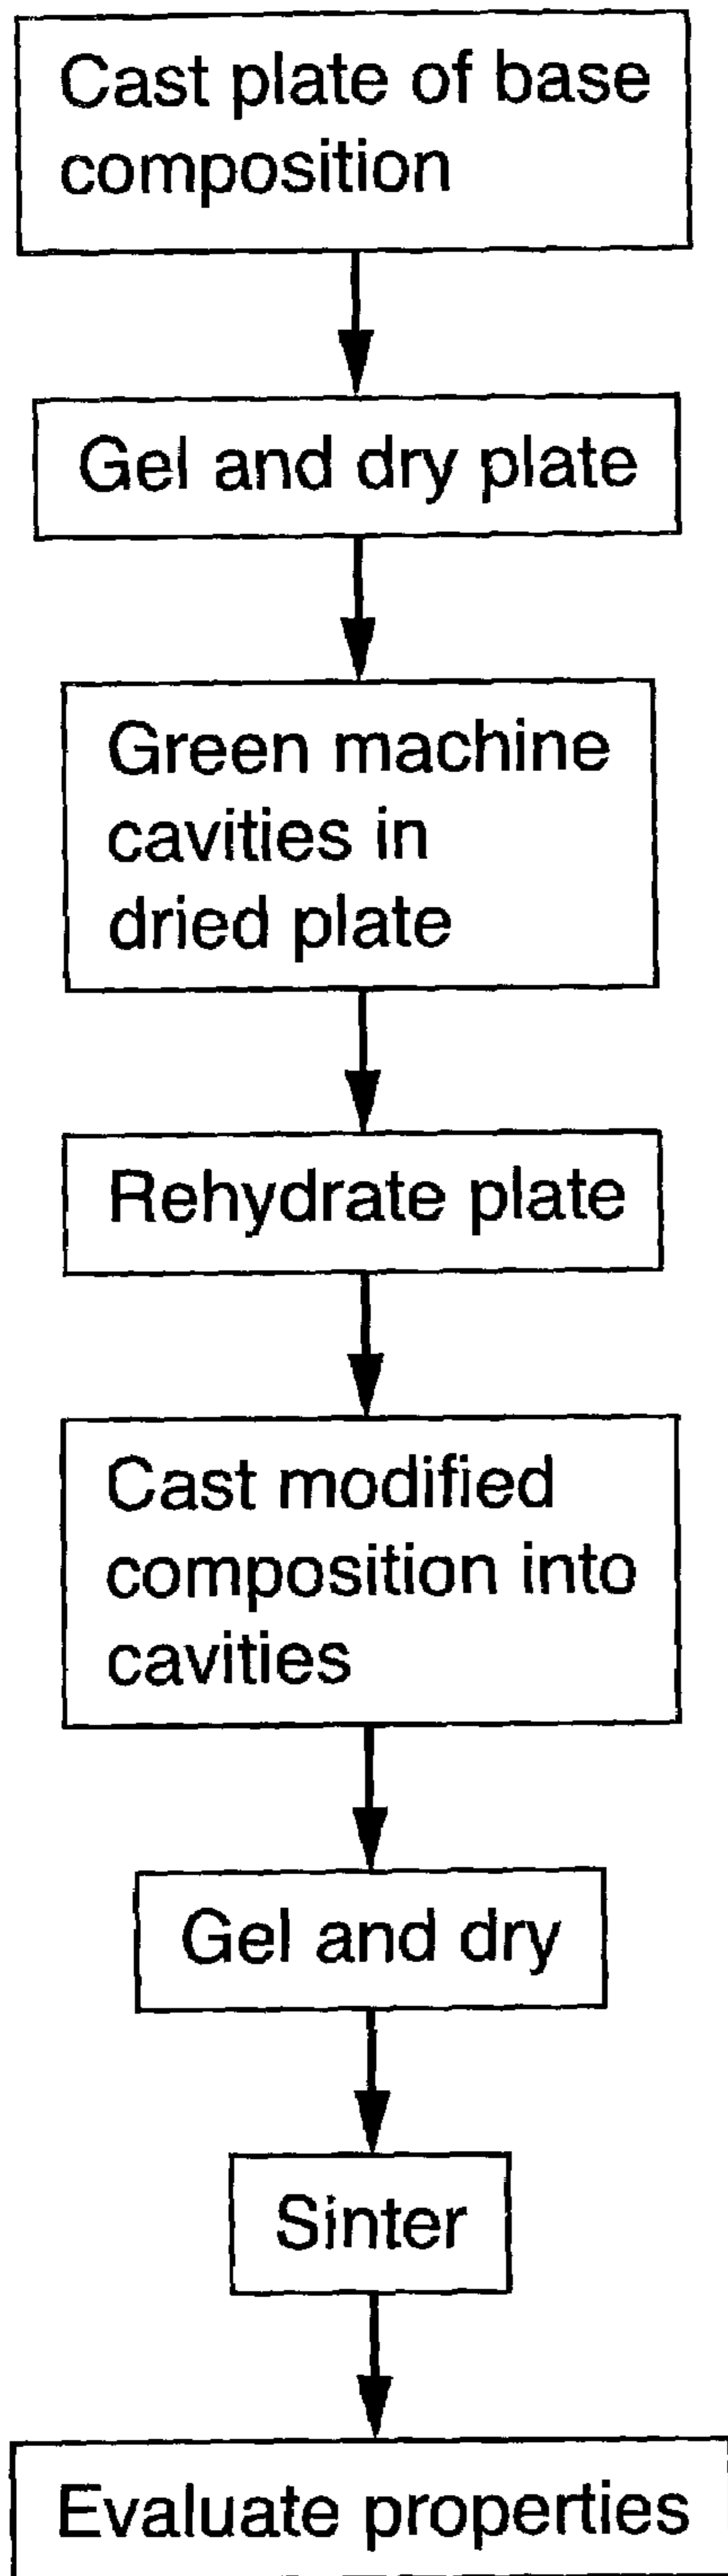 Cast plate of base
composition
Gel and dry plate
Green machine
cavities in
dried plate
Rehydrate plate
Cast modified
composition into
cavities
Gel and dry
Sinter
Evaluate properties